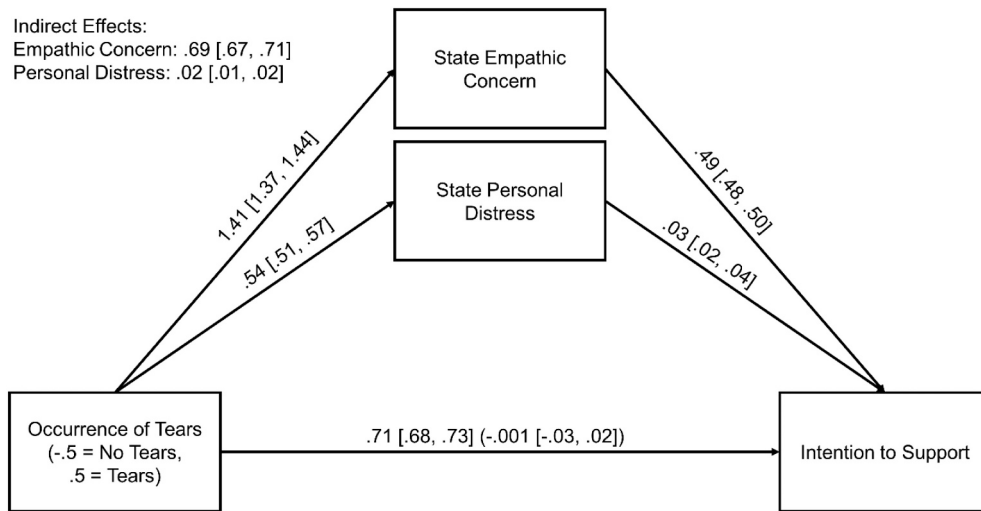 Indirect Effects:
Empathic Concern: .69 [.67, .71]
Personal Distress: .02 [.01, .02]
State Empathic
Concern
1.41 [1.37, 1.44]
.49 [.48, .50]
State Personal
Distress
.54 [.51, .57]
.03 [.02, .04]
Occurrence of Tears
(-.5 = No Tears,
.5 = Tears)
.71 [.68, .73] (-.001 [-.03, .02])
Intention to Support